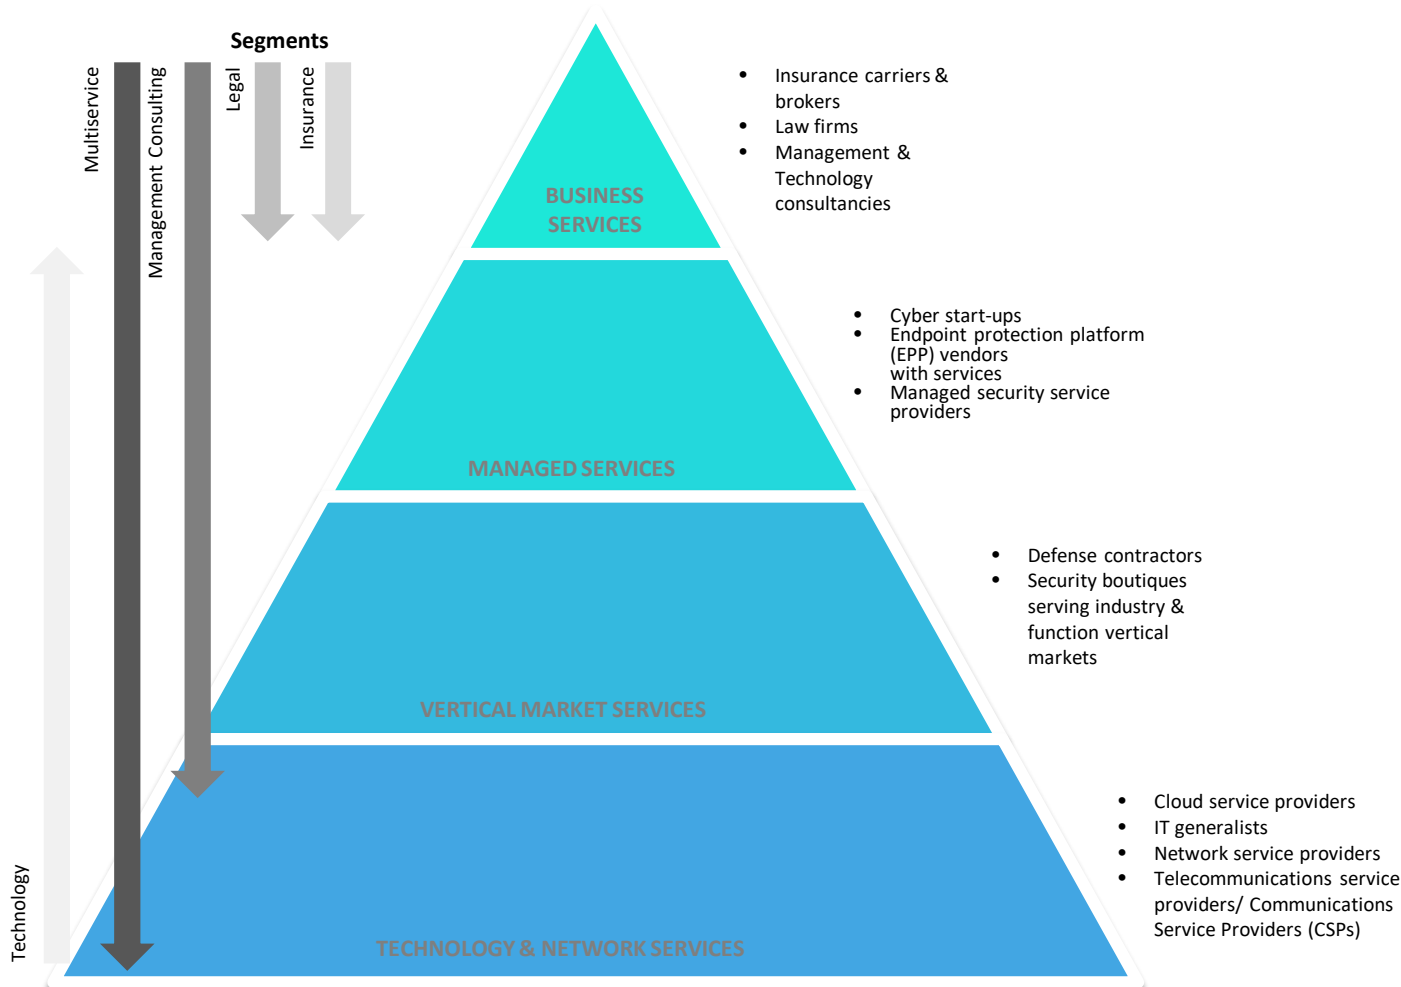 Segments
Multiservice
Management Consulting
Legal
Insurance
Technology
BUSINESS
SERVICES
• Insurance carriers &
brokers
• Law firms
• Management &
Technology
consultancies
MANAGED SERVICES
• Cyber start-ups
• Endpoint protection platform
(EPP) vendors
with services
• Managed security service
providers
VERTICAL MARKET SERVICES
• Defense contractors
• Security boutiques
serving industry &
function vertical
markets
TECHNOLOGY & NETWORK SERVICES
• Cloud service providers
• IT generalists
• Network service providers
• Telecommunications service
providers/ Communications
Service Providers (CSPs)